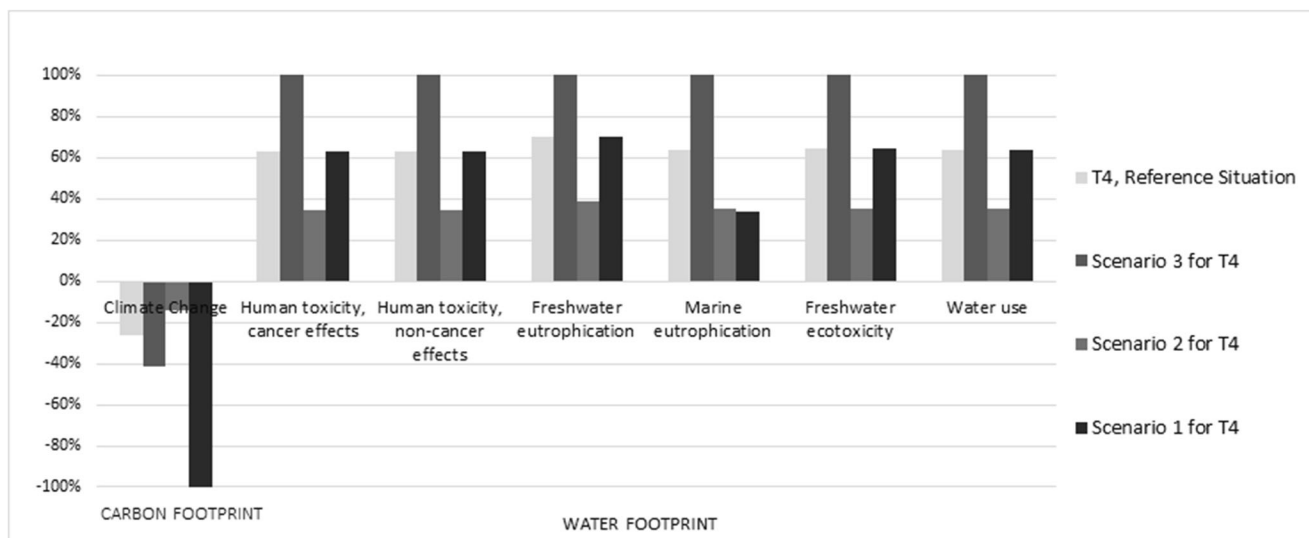 100%
80%
60%
40%
20%
0%
-20%
-40%
-60%
-80%
-100%
Climate Change
Human toxicity,
cancer effects
Human toxicity,
non-cancer
effects
Freshwater
eutrophication
Marine
eutrophication
Freshwater
ecotoxicity
Water use
CARBON FOOTPRINT
WATER FOOTPRINT
T4, Reference Situation
Scenario 3 for T4
Scenario 2 for T4
Scenario 1 for T4